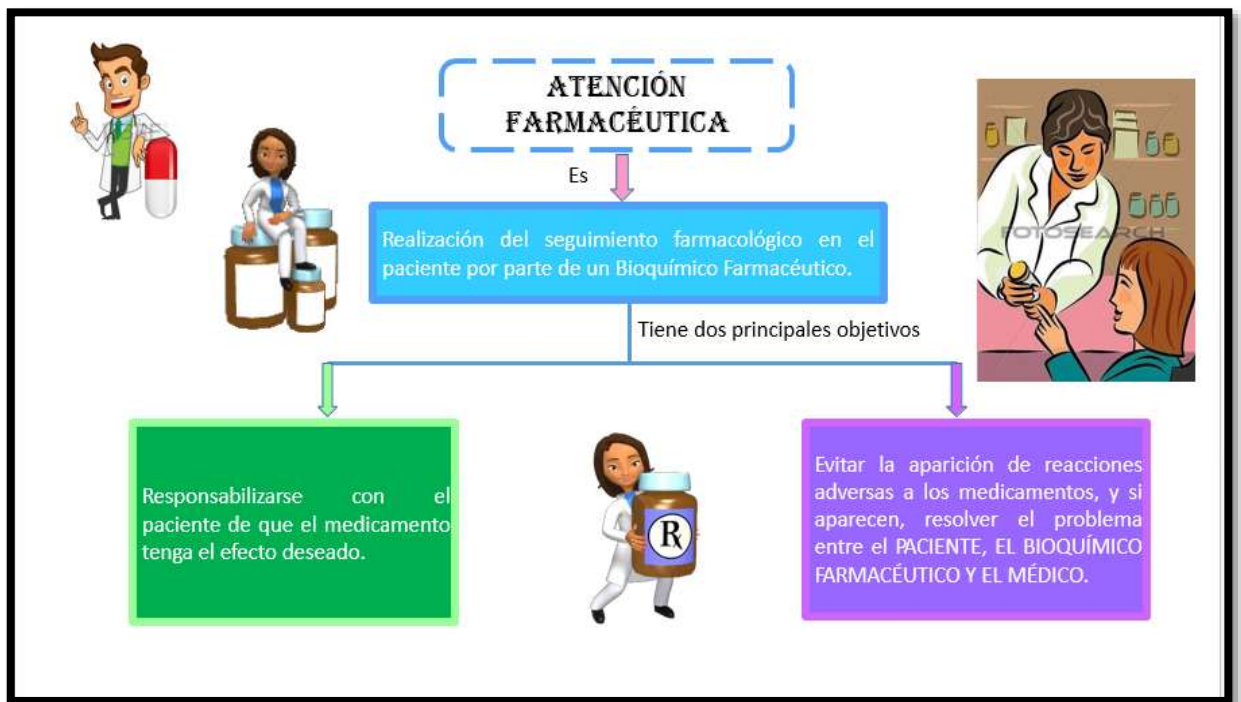 ATENCIÓN
FARMACÉUTICA
Es
Realización del seguimiento farmacológico en el
paciente por parte de un Bioquímico Farmacéutico.
FOTOSEARCH
Tiene dos principales objetivos
Responsabilizarse con el
paciente de que el medicamento
tenga el efecto deseado.
Rx
Evitar la aparición de reacciones
adversas a los medicamentos, y si
aparecen, resolver el problema
entre el PACIENTE, EL BIOQUÍMICO
FARMACÉUTICO Y EL MÉDICO.